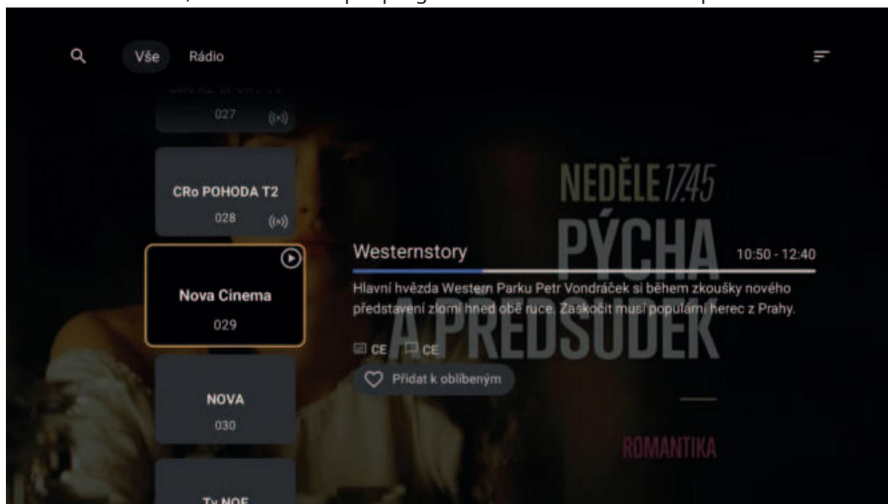 Vše Rádio
027
CRo POHODA T2
028
Nova Cinema
029
NOVA
030
Westernstory 10:50 - 12:40
Hlavní hvězda Western Parku Petr Vondráček si během zkoušky nového
představení zlomí hned obě ruce. Zaskočit musí populární herec z Prahy.
CE CE
Přidat k oblíbeným
NEDĚLE 17.45
PÝCHA
A PŘEDSUDEK
ROMANTIKA